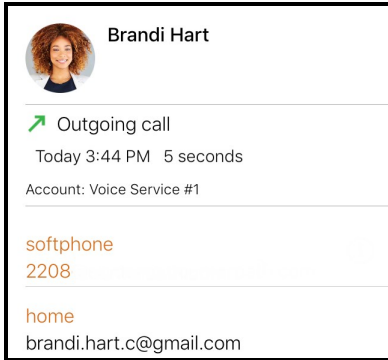 Brandi Hart
Outgoing call
Today 3:44 PM 5 seconds
Account: Voice Service #1
softphone
2208
home
brandi.hart.c@gmail.com